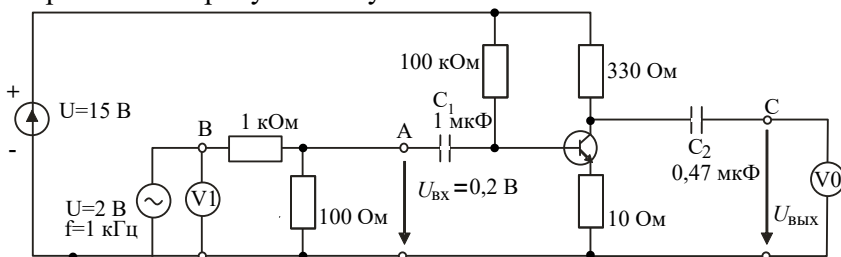 +
U=15 В
-
U=2 В
f=1 кГц
B
V1
1 кОм
100 Ом
A
C1
1 мкФ
Uвх=0,2 В
100 кОм
330 Ом
10 Ом
C2
0,47 мкФ
C
Uвых
V0